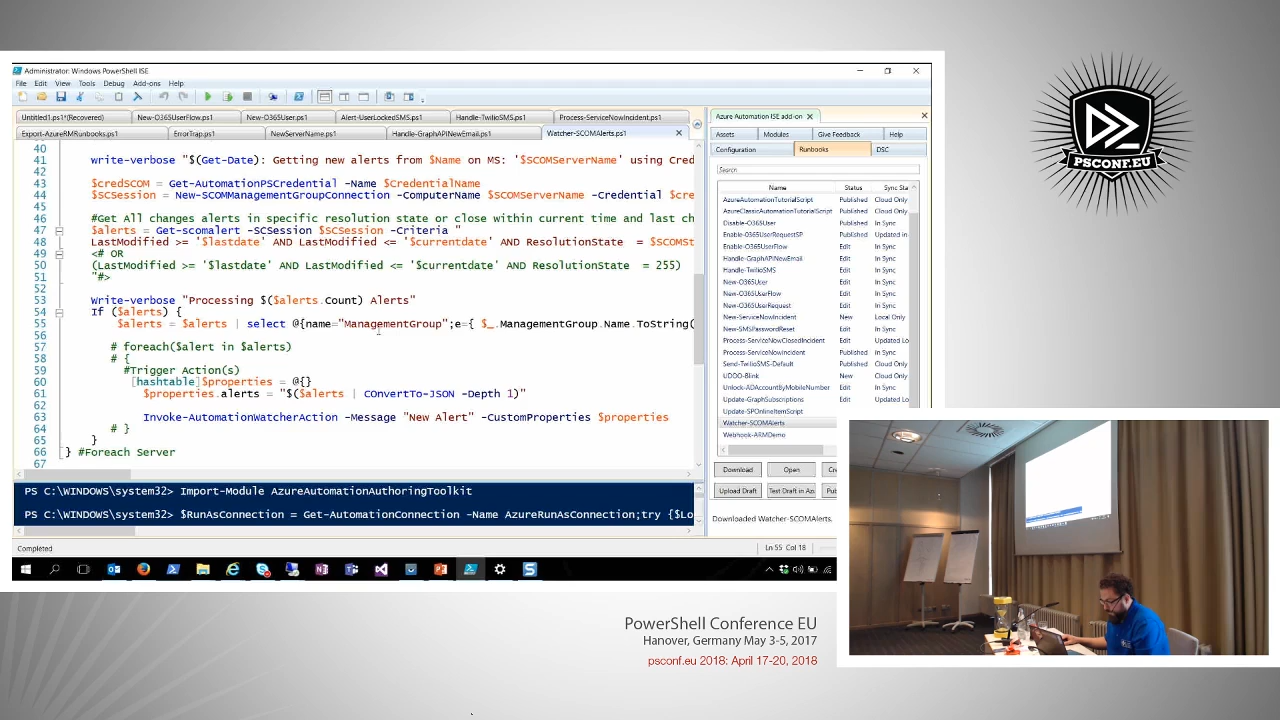 Administrator: Windows PowerShell ISE
File Edit View Tools Debug Add-ons Help
Untitled1.ps1*(Recovered) New-O365UserFlow.ps1 New-O365User.ps1 Alert-UserLockedSMS.ps1 Handle-TwilioSMS.ps1 Process-ServiceNowIncident.ps1
Export-AzureRMRunbooks.ps1 ErrorTrap.ps1 NewServerName.ps1 Handle-GraphAPINewEmail.ps1 Watcher-SCOMAlerts.ps1
40
41 write-verbose "$(Get-Date): Getting new alerts from $Name on MS: '$SCOMServerName' using Cred
42
43 $credSCOM = Get-AutomationPSCredential -Name $CredentialName
44 $SCSession = New-SCOMManagementGroupConnection -ComputerName $SCOMServerName -Credential $cre
45
46 #Get All changes alerts in specific resolution state or close within current time and last ch
47 $alerts = Get-scomalert -SCSession $SCSession -Criteria "
48 LastModified >= '$lastdate' AND LastModified <= '$currentdate' AND ResolutionState = $SCOMSt
49 <# OR
50 (LastModified >= '$lastdate' AND LastModified <= '$currentdate' AND ResolutionState = 255)
51 "#>
52
53 write-verbose "Processing $($alerts.Count) Alerts"
54 If ($alerts) {
55 $alerts = $alerts | select @{name="ManagementGroup";e={ $_.ManagementGroup.Name.ToString(
56
57 # foreach($alert in $alerts)
58 # {
59 #Trigger Action(s)
60 [hashtable]$properties = @{}
61 $properties.alerts = "$($alerts | COnvertTo-JSON -Depth 1)"
62
63 Invoke-AutomationWatcherAction -Message "New Alert" -CustomProperties $properties
64 # }
65 }
66 } #Foreach Server
67
PS C:\WINDOWS\system32> Import-Module AzureAutomationAuthoringToolkit
PS C:\WINDOWS\system32> $RunAsConnection = Get-AutomationConnection -Name AzureRunAsConnection;try {$Lo
Completed
Ln 55 Col 18
Azure Automation ISE add-on
Assets Modules Give Feedback Help
Configuration Runbooks DSC
Search
Name Status Sync Sta
AzureAutomationTutorialScript Published Cloud Only
AzureClassicAutomationTutorialScript Published Cloud Only
Disable-O365User Published In Sync
Enable-O365UserRequestSP Published Updated in
Enable-O365UserFlow Edit In Sync
Handle-GraphAPINewEmail Edit In Sync
Handle-TwilioSMS Edit In Sync
New-O365User Edit In Sync
New-O365UserFlow Edit In Sync
New-O365UserRequest Edit In Sync
New-ServiceNowIncident New Local Only
New-SMSPasswordReset Edit In Sync
Process-ServiceNowClosedIncident Edit Updated Lo
Process-ServiceNowIncident Published In Sync
Send-TwilioSMS-Default Published Cloud Only
UDOO-Blink New Cloud Only
Unlock-ADAccountByMobileNumber Edit In Sync
Update-GraphSubscriptions Edit Updated Lo
Update-SPOnlineItemScript
Watcher-SCOMAlerts
Webhook-ARMDemo
Download Open Cre
Upload Draft Test Draft in Az Pub
Downloaded Watcher-SCOMAlerts.
PSCONF.EU
PowerShell Conference EU
Hanover, Germany May 3-5, 2017
psconf.eu 2018: April 17-20, 2018